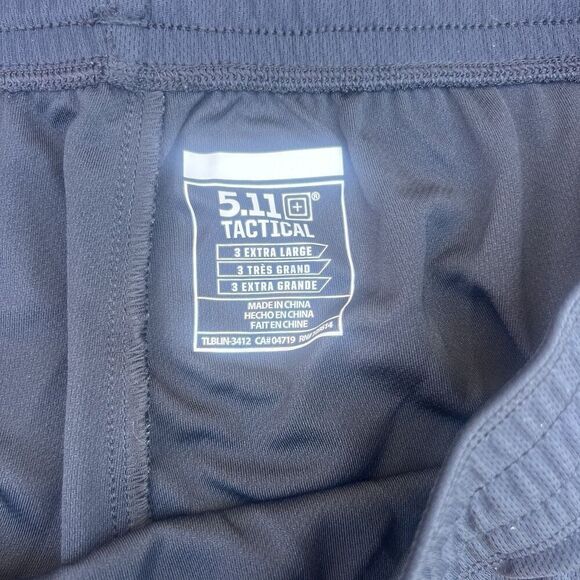 5.11 ®
TACTICAL
3 EXTRA LARGE
3 TRÈS GRAND
3 EXTRA GRANDE
MADE IN CHINA
HECHO EN CHINA
FAIT EN CHINE
TLBLIN-3412 CA# 04719